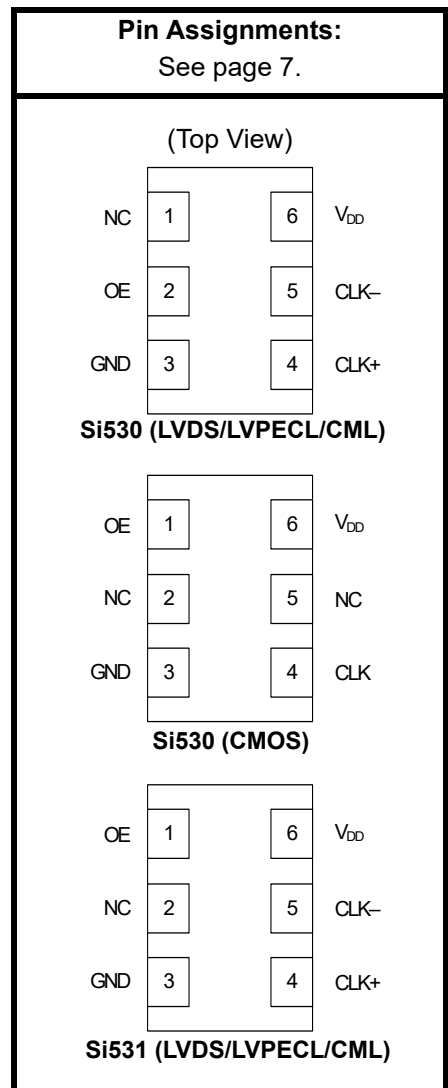 Pin Assignments:
See page 7.
(Top View)
NC 1 6 VDD
OE 2 5 CLK–
GND 3 4 CLK+
Si530 (LVDS/LVPECL/CML)
OE 1 6 VDD
NC 2 5 NC
GND 3 4 CLK
Si530 (CMOS)
OE 1 6 VDD
NC 2 5 CLK–
GND 3 4 CLK+
Si531 (LVDS/LVPECL/CML)